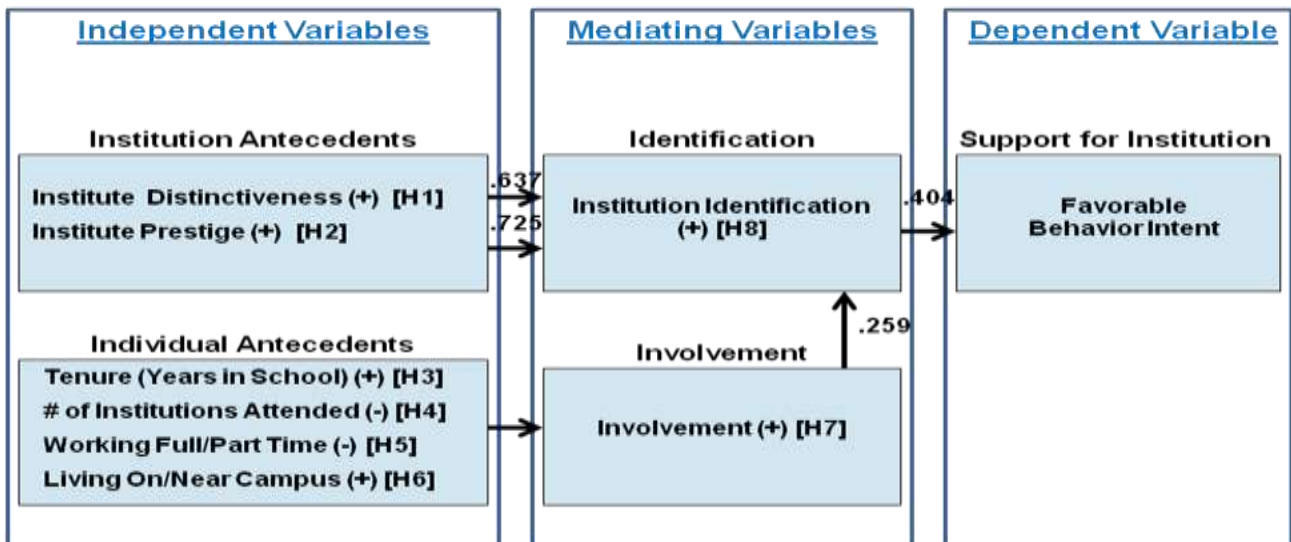 Independent Variables
Mediating Variables
Dependent Variable
Institution Antecedents
Identification
Support for Institution
Institute Distinctiveness (+) [H1]
Institute Prestige (+) [H2]
.637
.725
Institution Identification
(+) [H8]
.404
Favorable
Behavior Intent
.259
Individual Antecedents
Involvement
Tenure (Years in School) (+) [H3]
# of Institutions Attended (-) [H4]
Working Full/Part Time (-) [H5]
Living On/Near Campus (+) [H6]
Involvement (+) [H7]